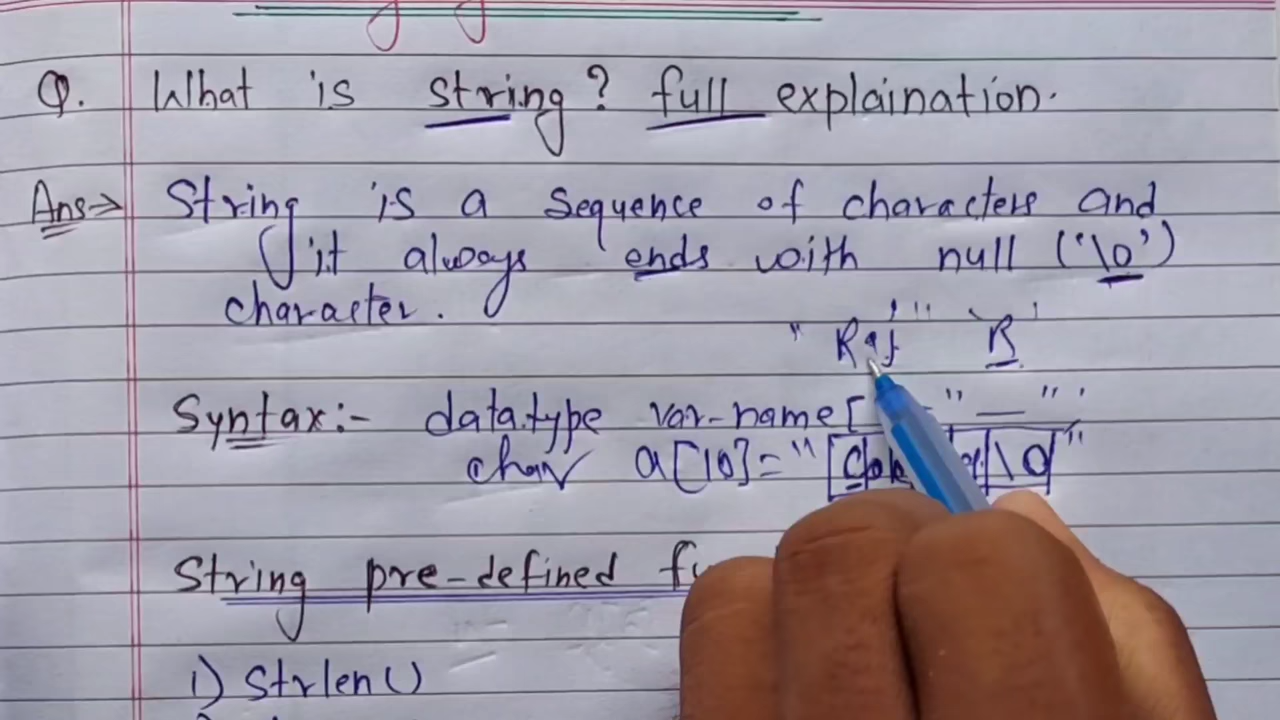 Q. What is string? full explaination.
Ans→ String is a sequence of characters and
it always ends with null ('\0')
character.
" Raj " ' R '
Syntax:- datatype var-name[ " — "
char a[10]=" \0"
String pre-defined
1) Strlen()